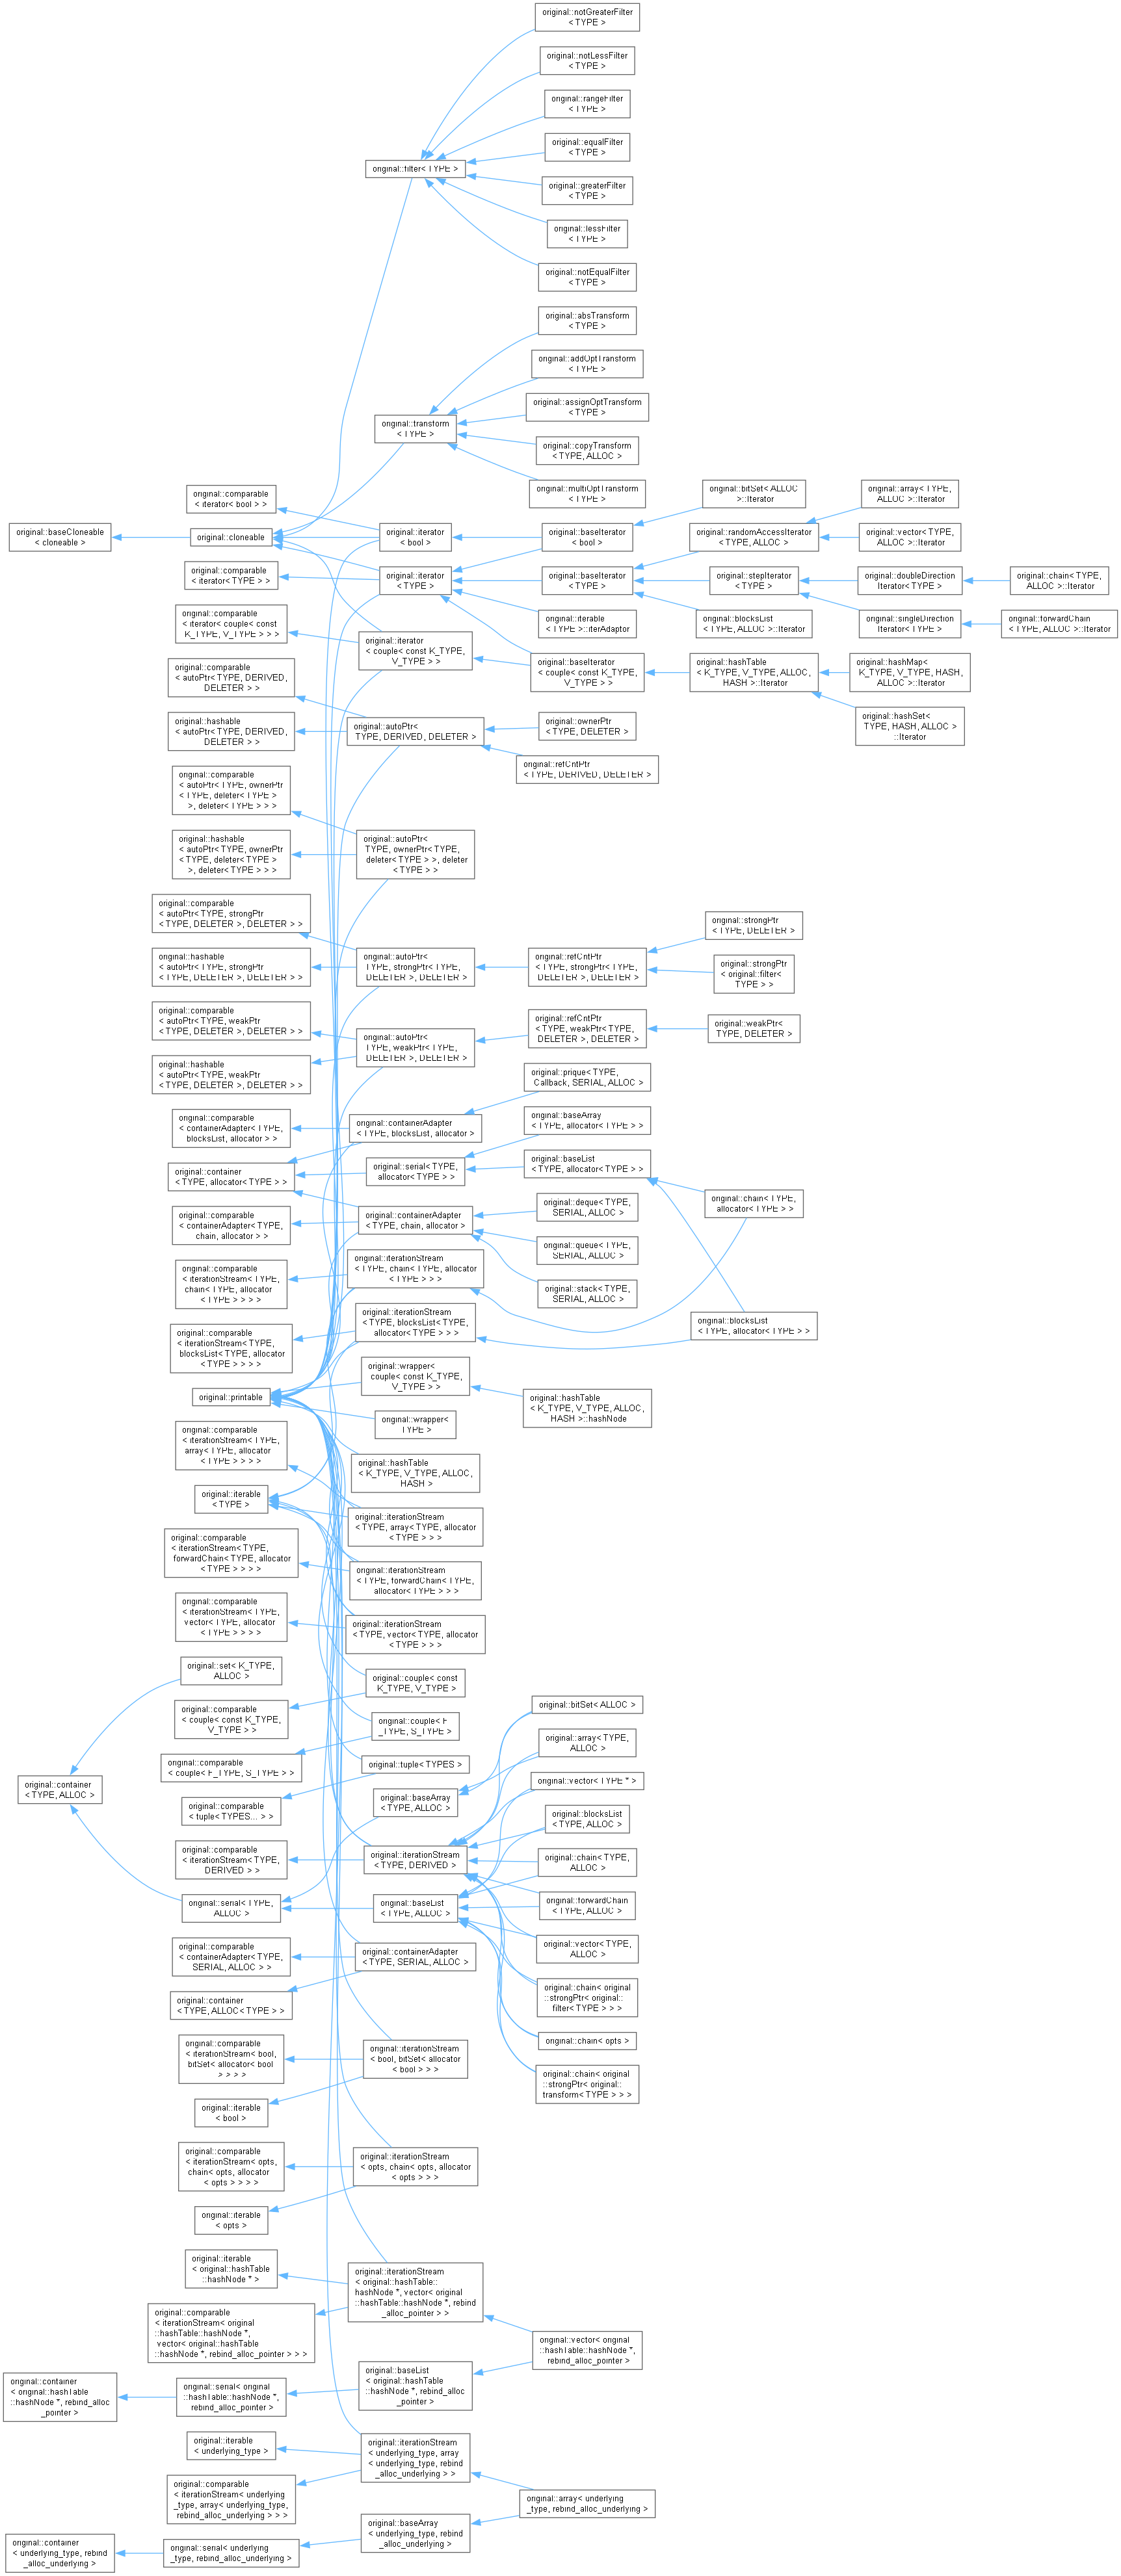 original::baseCloneable
< cloneable >
original::container
< TYPE, ALLOC >
original::container
< original::hashTable
::hashNode *, rebind_alloc
_pointer >
original::container
< underlying_type, rebind
_alloc_underlying >
original::comparable
< iterator< bool > >
original::cloneable
original::comparable
< iterator< TYPE > >
original::comparable
< iterator< couple< const
K_TYPE, V_TYPE > > >
original::comparable
< autoPtr< TYPE, DERIVED,
DELETER > >
original::hashable
< autoPtr< TYPE, DERIVED,
DELETER > >
original::comparable
< autoPtr< TYPE, ownerPtr
< TYPE, deleter< TYPE >
>, deleter< TYPE > > >
original::hashable
< autoPtr< TYPE, ownerPtr
< TYPE, deleter< TYPE >
>, deleter< TYPE > > >
original::comparable
< autoPtr< TYPE, strongPtr
< TYPE, DELETER >, DELETER > >
original::hashable
< autoPtr< TYPE, strongPtr
< TYPE, DELETER >, DELETER > >
original::comparable
< autoPtr< TYPE, weakPtr
< TYPE, DELETER >, DELETER > >
original::hashable
< autoPtr< TYPE, weakPtr
< TYPE, DELETER >, DELETER > >
original::comparable
< containerAdapter< TYPE,
blocksList, allocator > >
original::container
< TYPE, allocator< TYPE > >
original::comparable
< containerAdapter< TYPE,
chain, allocator > >
original::comparable
< iterationStream< TYPE,
chain< TYPE, allocator
< TYPE > > > >
original::comparable
< iterationStream< TYPE,
blocksList< TYPE, allocator
< TYPE > > > >
original::printable
original::comparable
< iterationStream< TYPE,
array< TYPE, allocator
< TYPE > > > >
original::iterable
< TYPE >
original::comparable
< iterationStream< TYPE,
forwardChain< TYPE, allocator
< TYPE > > > >
original::comparable
< iterationStream< TYPE,
vector< TYPE, allocator
< TYPE > > > >
original::set< K_TYPE,
ALLOC >
original::comparable
< couple< const K_TYPE,
V_TYPE > >
original::comparable
< couple< F_TYPE, S_TYPE > >
original::comparable
< tuple< TYPES... > >
original::comparable
< iterationStream< TYPE,
DERIVED > >
original::serial< TYPE,
ALLOC >
original::comparable
< containerAdapter< TYPE,
SERIAL, ALLOC > >
original::container
< TYPE, ALLOC< TYPE > >
original::comparable
< iterationStream< bool,
bitSet< allocator< bool
> > > >
original::iterable
< bool >
original::comparable
< iterationStream< opts,
chain< opts, allocator
< opts > > > >
original::iterable
< opts >
original::iterable
< original::hashTable
::hashNode * >
original::comparable
< iterationStream< original
::hashTable::hashNode *,
vector< original::hashTable
::hashNode *, rebind_alloc_pointer > > >
original::serial< original
::hashTable::hashNode *,
rebind_alloc_pointer >
original::iterable
< underlying_type >
original::comparable
< iterationStream< underlying
_type, array< underlying_type,
rebind_alloc_underlying > > >
original::serial< underlying
_type, rebind_alloc_underlying >
original::filter< TYPE >
original::transform
< TYPE >
original::iterator
< bool >
original::iterator
< TYPE >
original::iterator
< couple< const K_TYPE,
V_TYPE > >
original::autoPtr<
TYPE, DERIVED, DELETER >
original::autoPtr<
TYPE, ownerPtr< TYPE,
deleter< TYPE > >, deleter
< TYPE > >
original::autoPtr<
TYPE, strongPtr< TYPE,
DELETER >, DELETER >
original::autoPtr<
TYPE, weakPtr< TYPE,
DELETER >, DELETER >
original::containerAdapter
< TYPE, blocksList, allocator >
original::serial< TYPE,
allocator< TYPE > >
original::containerAdapter
< TYPE, chain, allocator >
original::iterationStream
< TYPE, chain< TYPE, allocator
< TYPE > > >
original::iterationStream
< TYPE, blocksList< TYPE,
allocator< TYPE > > >
original::wrapper<
couple< const K_TYPE,
V_TYPE > >
original::wrapper<
TYPE >
original::hashTable
< K_TYPE, V_TYPE, ALLOC,
HASH >
original::iterationStream
< TYPE, array< TYPE, allocator
< TYPE > > >
original::iterationStream
< TYPE, forwardChain< TYPE,
allocator< TYPE > > >
original::iterationStream
< TYPE, vector< TYPE, allocator
< TYPE > > >
original::couple< const
K_TYPE, V_TYPE >
original::couple< F
_TYPE, S_TYPE >
original::tuple< TYPES >
original::baseArray
< TYPE, ALLOC >
original::iterationStream
< TYPE, DERIVED >
original::baseList
< TYPE, ALLOC >
original::containerAdapter
< TYPE, SERIAL, ALLOC >
original::iterationStream
< bool, bitSet< allocator
< bool > > >
original::iterationStream
< opts, chain< opts, allocator
< opts > > >
original::iterationStream
< original::hashTable::
hashNode *, vector< original
::hashTable::hashNode *, rebind
_alloc_pointer > >
original::baseList
< original::hashTable
::hashNode *, rebind_alloc
_pointer >
original::iterationStream
< underlying_type, array
< underlying_type, rebind
_alloc_underlying > >
original::baseArray
< underlying_type, rebind
_alloc_underlying >
original::notGreaterFilter
< TYPE >
original::notLessFilter
< TYPE >
original::rangeFilter
< TYPE >
original::equalFilter
< TYPE >
original::greaterFilter
< TYPE >
original::lessFilter
< TYPE >
original::notEqualFilter
< TYPE >
original::absTransform
< TYPE >
original::addOptTransform
< TYPE >
original::assignOptTransform
< TYPE >
original::copyTransform
< TYPE, ALLOC >
original::multiOptTransform
< TYPE >
original::baseIterator
< bool >
original::baseIterator
< TYPE >
original::iterable
< TYPE >::iterAdaptor
original::baseIterator
< couple< const K_TYPE,
V_TYPE > >
original::ownerPtr
< TYPE, DELETER >
original::refCntPtr
< TYPE, DERIVED, DELETER >
original::refCntPtr
< TYPE, strongPtr< TYPE,
DELETER >, DELETER >
original::refCntPtr
< TYPE, weakPtr< TYPE,
DELETER >, DELETER >
original::prique< TYPE,
Callback, SERIAL, ALLOC >
original::baseArray
< TYPE, allocator< TYPE > >
original::baseList
< TYPE, allocator< TYPE > >
original::deque< TYPE,
SERIAL, ALLOC >
original::queue< TYPE,
SERIAL, ALLOC >
original::stack< TYPE,
SERIAL, ALLOC >
original::hashTable
< K_TYPE, V_TYPE, ALLOC,
HASH >::hashNode
original::bitSet< ALLOC >
original::array< TYPE,
ALLOC >
original::vector< TYPE * >
original::blocksList
< TYPE, ALLOC >
original::chain< TYPE,
ALLOC >
original::forwardChain
< TYPE, ALLOC >
original::vector< TYPE,
ALLOC >
original::chain< original
::strongPtr< original::
filter< TYPE > > >
original::chain< opts >
original::chain< original
::strongPtr< original::
transform< TYPE > > >
original::vector< original
::hashTable::hashNode *,
rebind_alloc_pointer >
original::array< underlying
_type, rebind_alloc_underlying >
original::bitSet< ALLOC
>::Iterator
original::randomAccessIterator
< TYPE, ALLOC >
original::stepIterator
< TYPE >
original::blocksList
< TYPE, ALLOC >::Iterator
original::hashTable
< K_TYPE, V_TYPE, ALLOC,
HASH >::Iterator
original::strongPtr
< TYPE, DELETER >
original::strongPtr
< original::filter<
TYPE > >
original::weakPtr<
TYPE, DELETER >
original::chain< TYPE,
allocator< TYPE > >
original::blocksList
< TYPE, allocator< TYPE > >
original::array< TYPE,
ALLOC >::Iterator
original::vector< TYPE,
ALLOC >::Iterator
original::doubleDirection
Iterator< TYPE >
original::singleDirection
Iterator< TYPE >
original::hashMap<
K_TYPE, V_TYPE, HASH,
ALLOC >::Iterator
original::hashSet<
TYPE, HASH, ALLOC >
::Iterator
original::chain< TYPE,
ALLOC >::Iterator
original::forwardChain
< TYPE, ALLOC >::Iterator